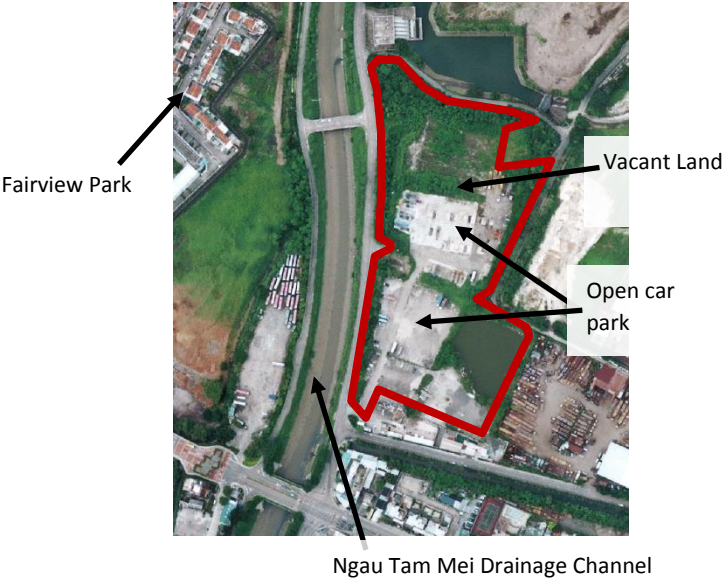 Fairview Park
Vacant Land
Open car
park
Ngau Tam Mei Drainage Channel